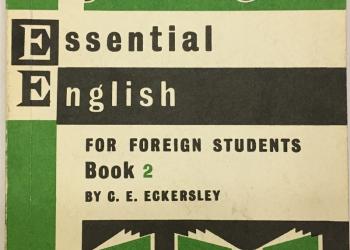 Essential
English
FOR FOREIGN STUDENTS
Book 2
BY C. E. ECKERSLEY